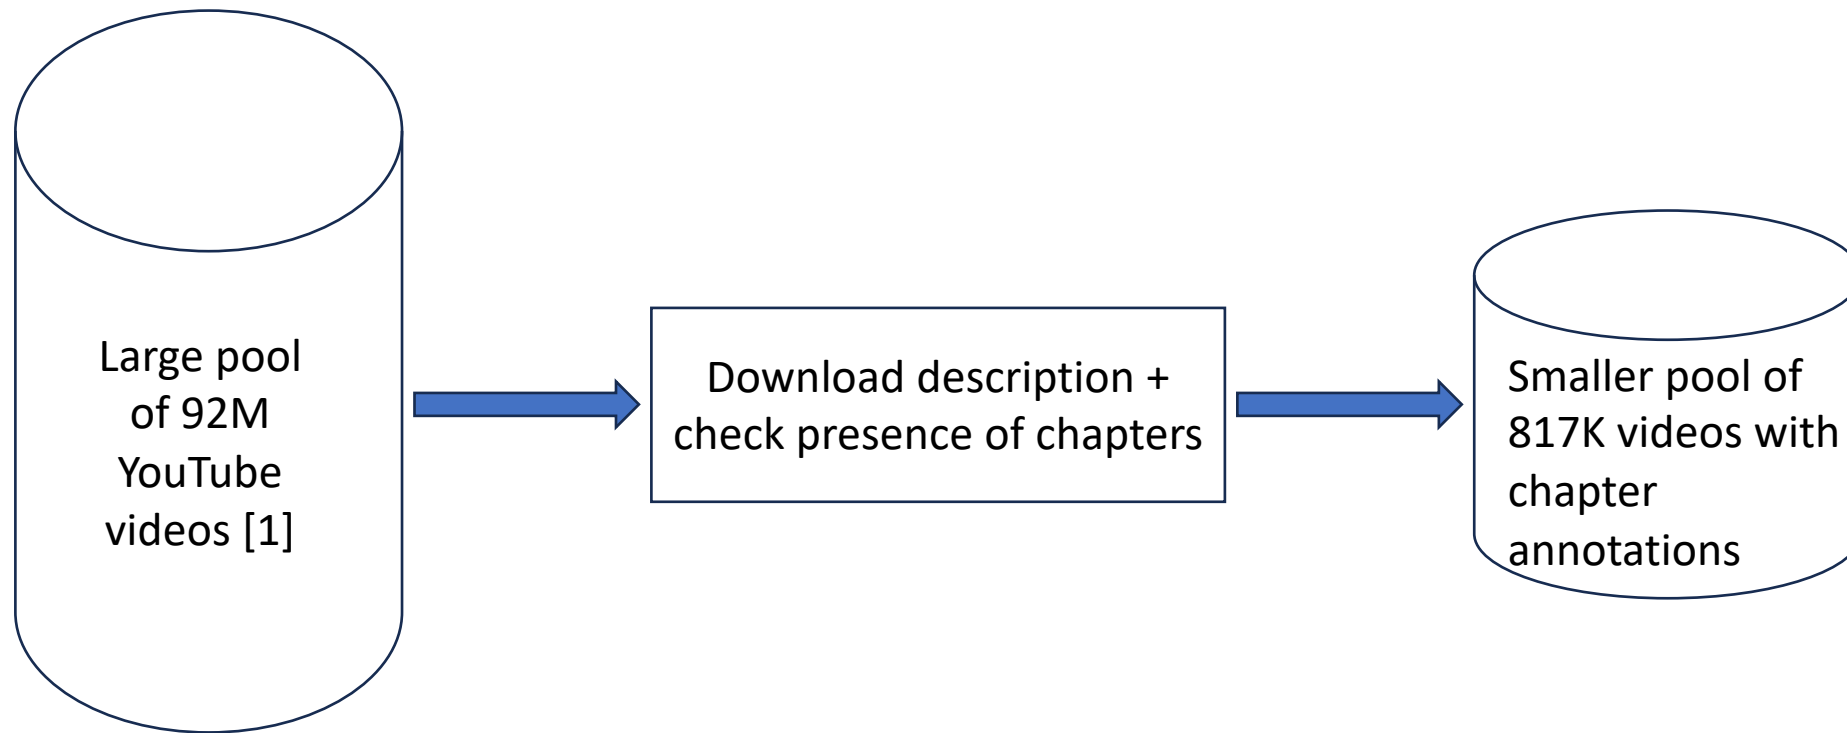 Large pool
of 92M
YouTube
videos [1]
Download description +
check presence of chapters
Smaller pool of
817K videos with
chapter
annotations